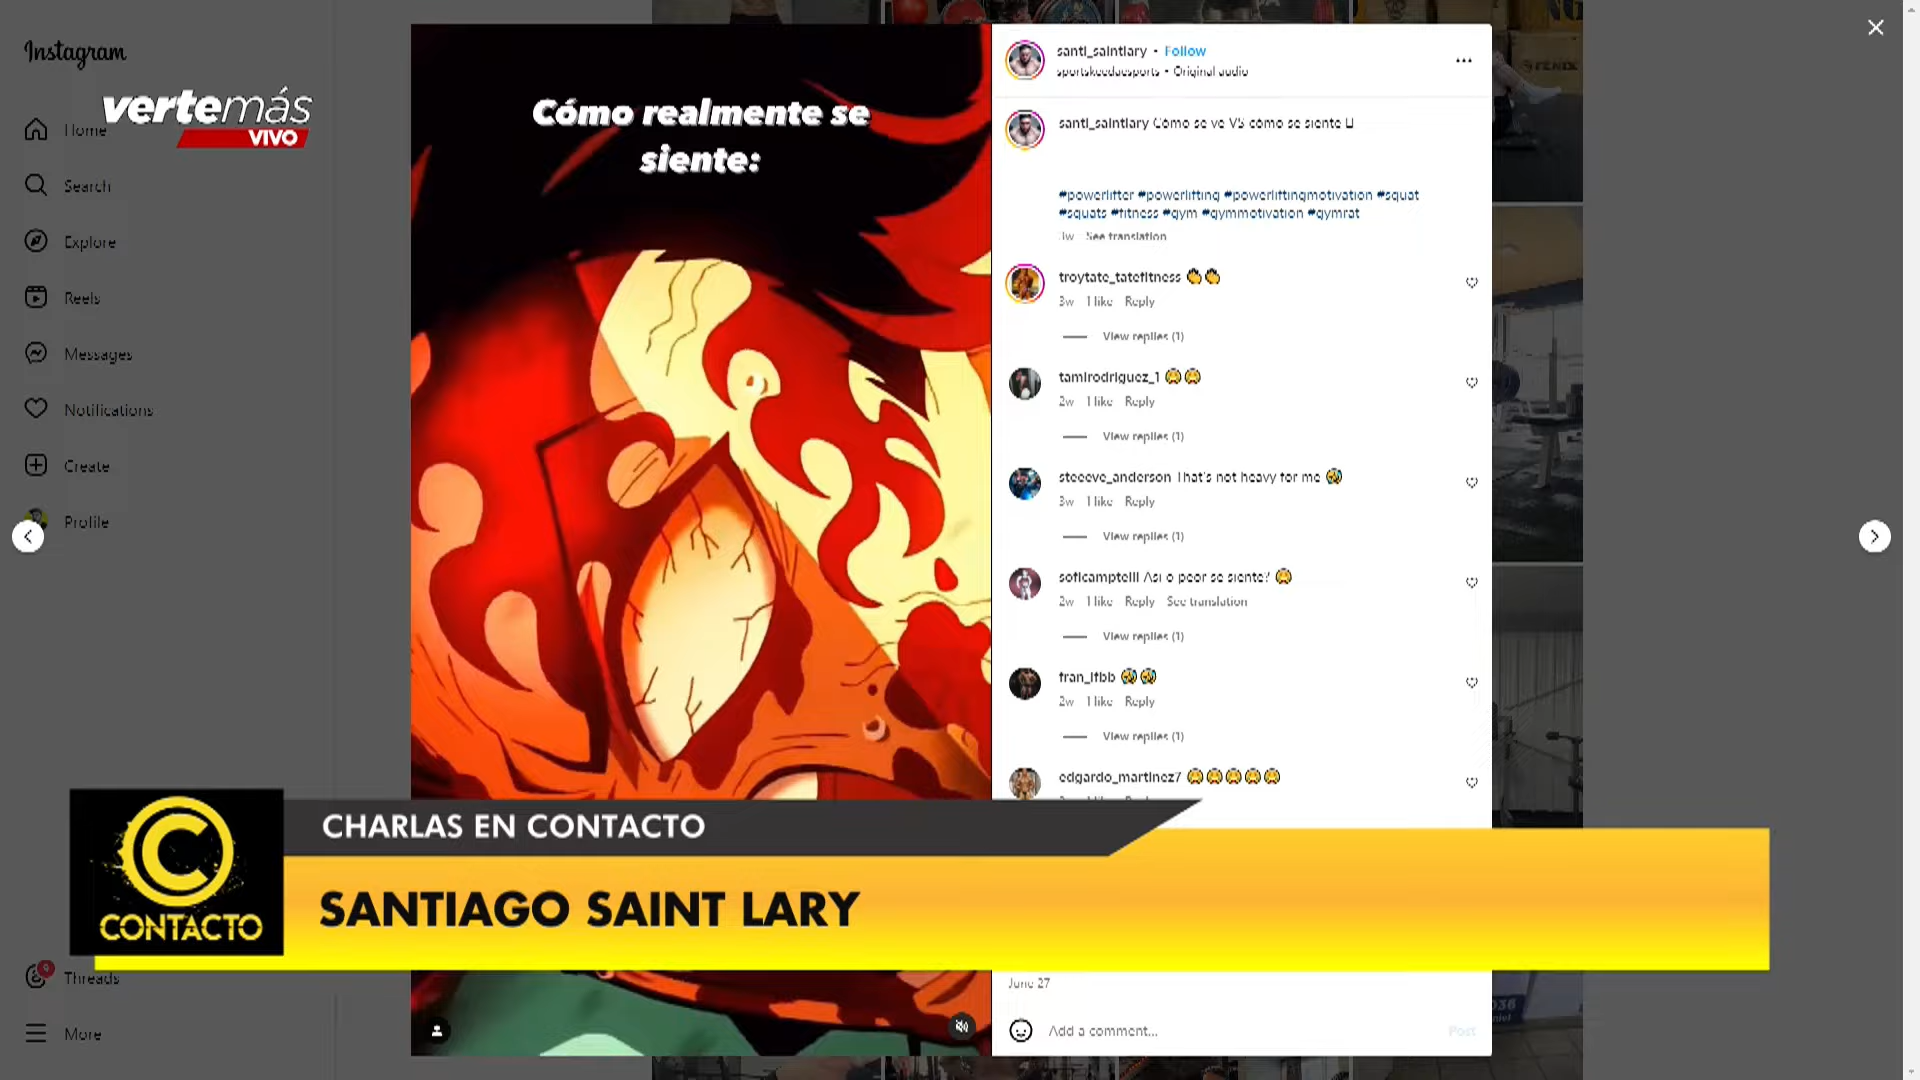 Instagram
vertemás
VIVO
Home
Search
Explore
Reels
Messages
Notifications
Create
Profile
9
Threads
More
Cómo realmente se
siente:
santi_saintlary • Follow
sportskeedaesports • Original audio
santi_saintlary Cómo se ve VS cómo se siente
#powerlifter #powerlifting #powerliftingmotivation #squat
#squats #fitness #gym #gymmotivation #gymrat
3w See translation
troytate_tatefitness
3w 1 like Reply
View replies (1)
tamirodriguez_1
2w 1 like Reply
View replies (1)
steeeve_anderson That's not heavy for me
3w 1 like Reply
View replies (1)
soficampitelli Así o peor se siente?
2w 1 like Reply See translation
View replies (1)
fran_ifbb
2w 1 like Reply
View replies (1)
edgardo_martinez7
June 27
Add a comment...
Post
CHARLAS EN CONTACTO
SANTIAGO SAINT LARY
CONTACTO
FÉNIX